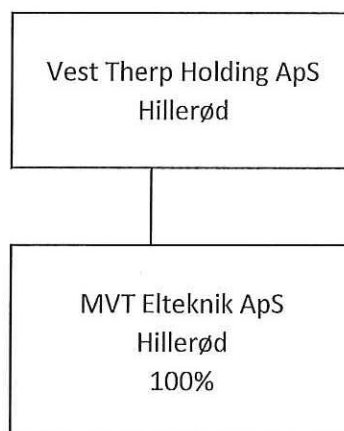 Vest Therp Holding ApS
Hillerød
MVT Elteknik ApS
Hillerød
100%